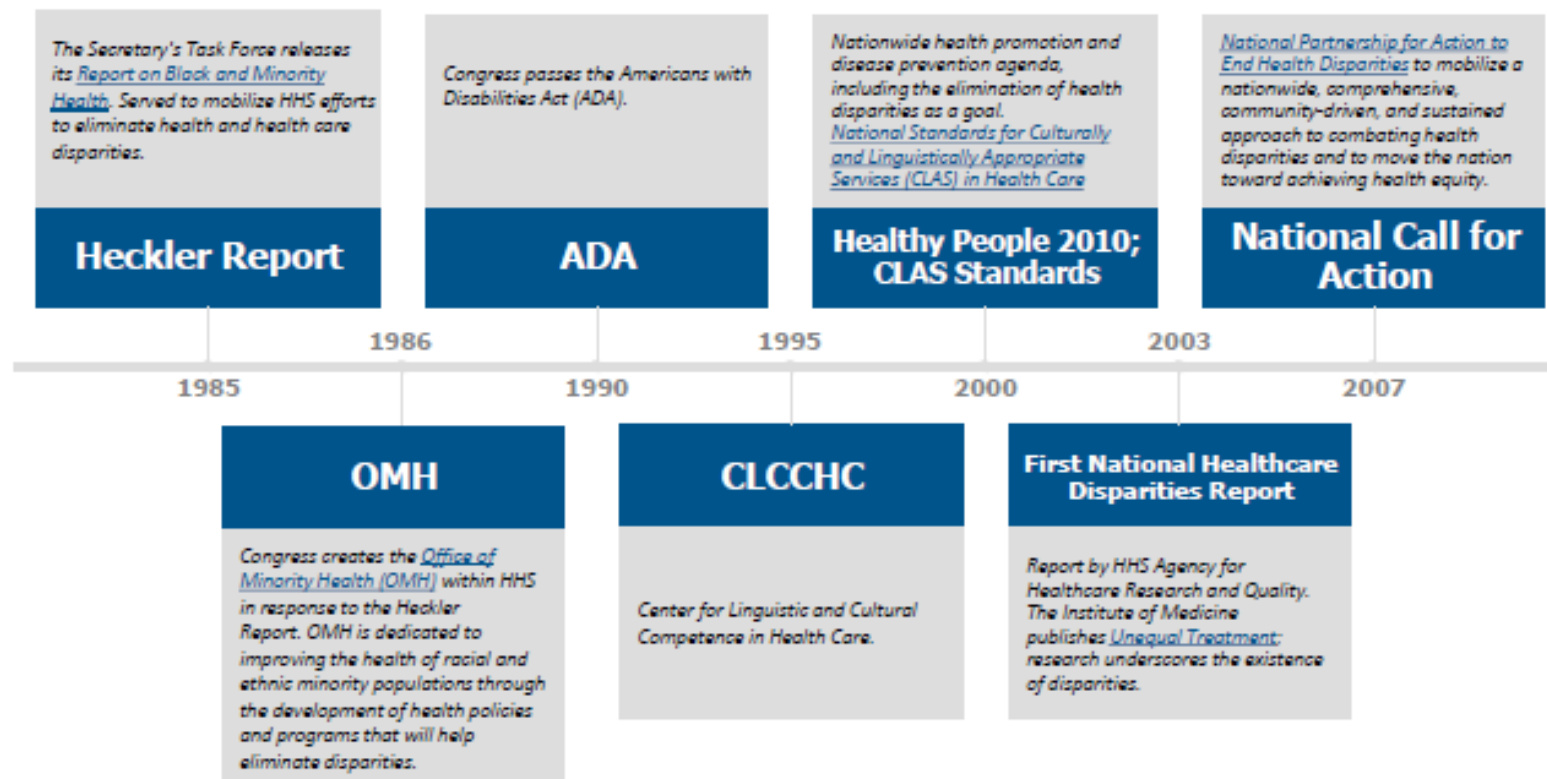 The Secretary's Task Force releases
its Report on Black and Minority
Health. Served to mobilize HHS efforts
to eliminate health and health care
disparities.
Heckler Report
Congress passes the Americans with
Disabilities Act (ADA).
ADA
Nationwide health promotion and
disease prevention agenda,
including the elimination of health
disparities as a goal.
National Standards for Culturally
and Linguistically Appropriate
Services (CLAS) in Health Care
Healthy People 2010;
CLAS Standards
National Partnership for Action to
End Health Disparities to mobilize a
nationwide, comprehensive,
community-driven, and sustained
approach to combating health
disparities and to move the nation
toward achieving health equity.
National Call for
Action
1986
1995
2003
1985
1990
2000
2007
OMH
Congress creates the Office of
Minority Health (OMH) within HHS
in response to the Heckler
Report. OMH is dedicated to
improving the health of racial and
ethnic minority populations through
the development of health policies
and programs that will help
eliminate disparities.
CLCCHC
Center for Linguistic and Cultural
Competence in Health Care.
First National Healthcare
Disparities Report
Report by HHS Agency for
Healthcare Research and Quality.
The Institute of Medicine
publishes Unequal Treatment;
research underscores the existence
of disparities.